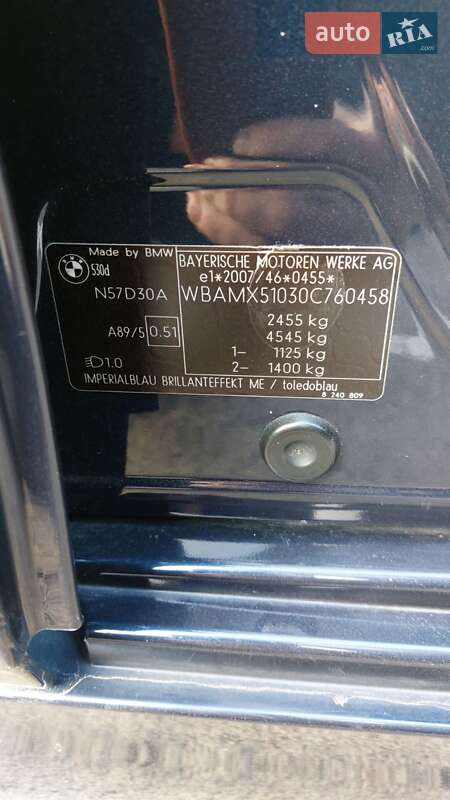 auto RIA
.com
Made by BMW
530d
BAYERISCHE MOTOREN WERKE AG
e1*2007/46*0455*
N57D30A
WBAMX51030C760458
A89/S 0.51
2455 kg
4545 kg
1- 1125 kg
2- 1400 kg
1.0
IMPERIALBLAU BRILLANTEFFEKT ME / toledoblau
8 240 809